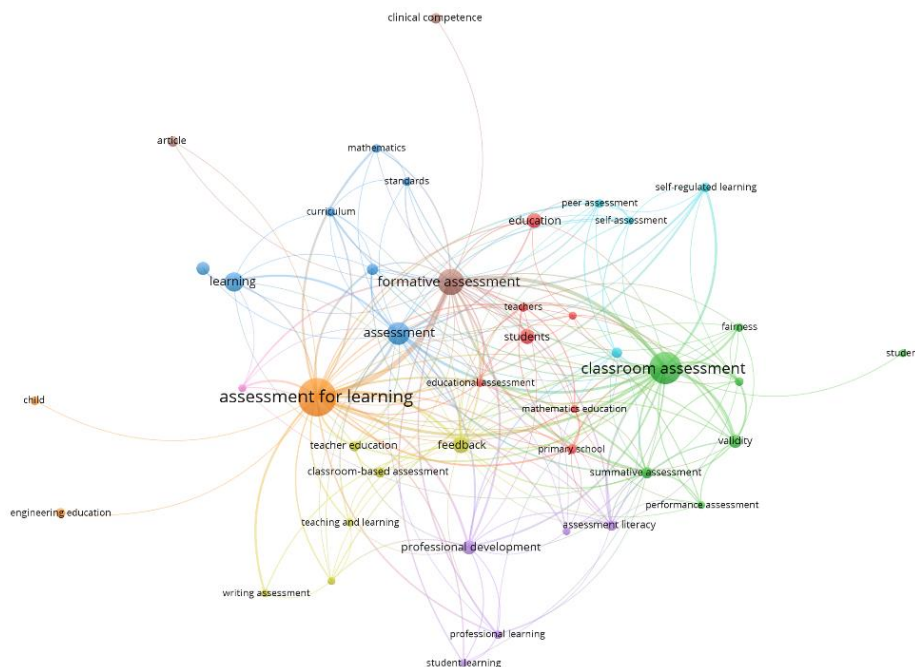 clinical competence
article
mathematics
standards
self-regulated learning
peer assessment
curriculum
education
self-assessment
learning
formative assessment
teachers
fairness
assessment
students
student
classroom assessment
educational assessment
assessment for learning
child
mathematics education
teacher education
feedback
validity
primary school
classroom-based assessment
summative assessment
performance assessment
engineering education
teaching and learning
assessment literacy
professional development
writing assessment
professional learning
student learning